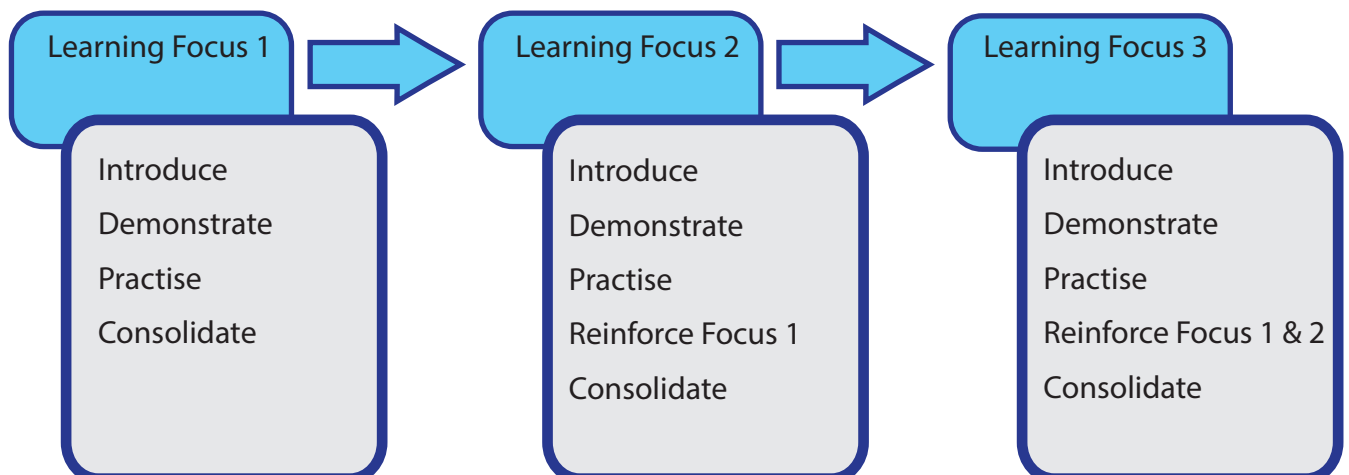 Learning Focus 1
Introduce
Demonstrate
Practise
Consolidate
Learning Focus 2
Introduce
Demonstrate
Practise
Reinforce Focus 1
Consolidate
Learning Focus 3
Introduce
Demonstrate
Practise
Reinforce Focus 1 & 2
Consolidate